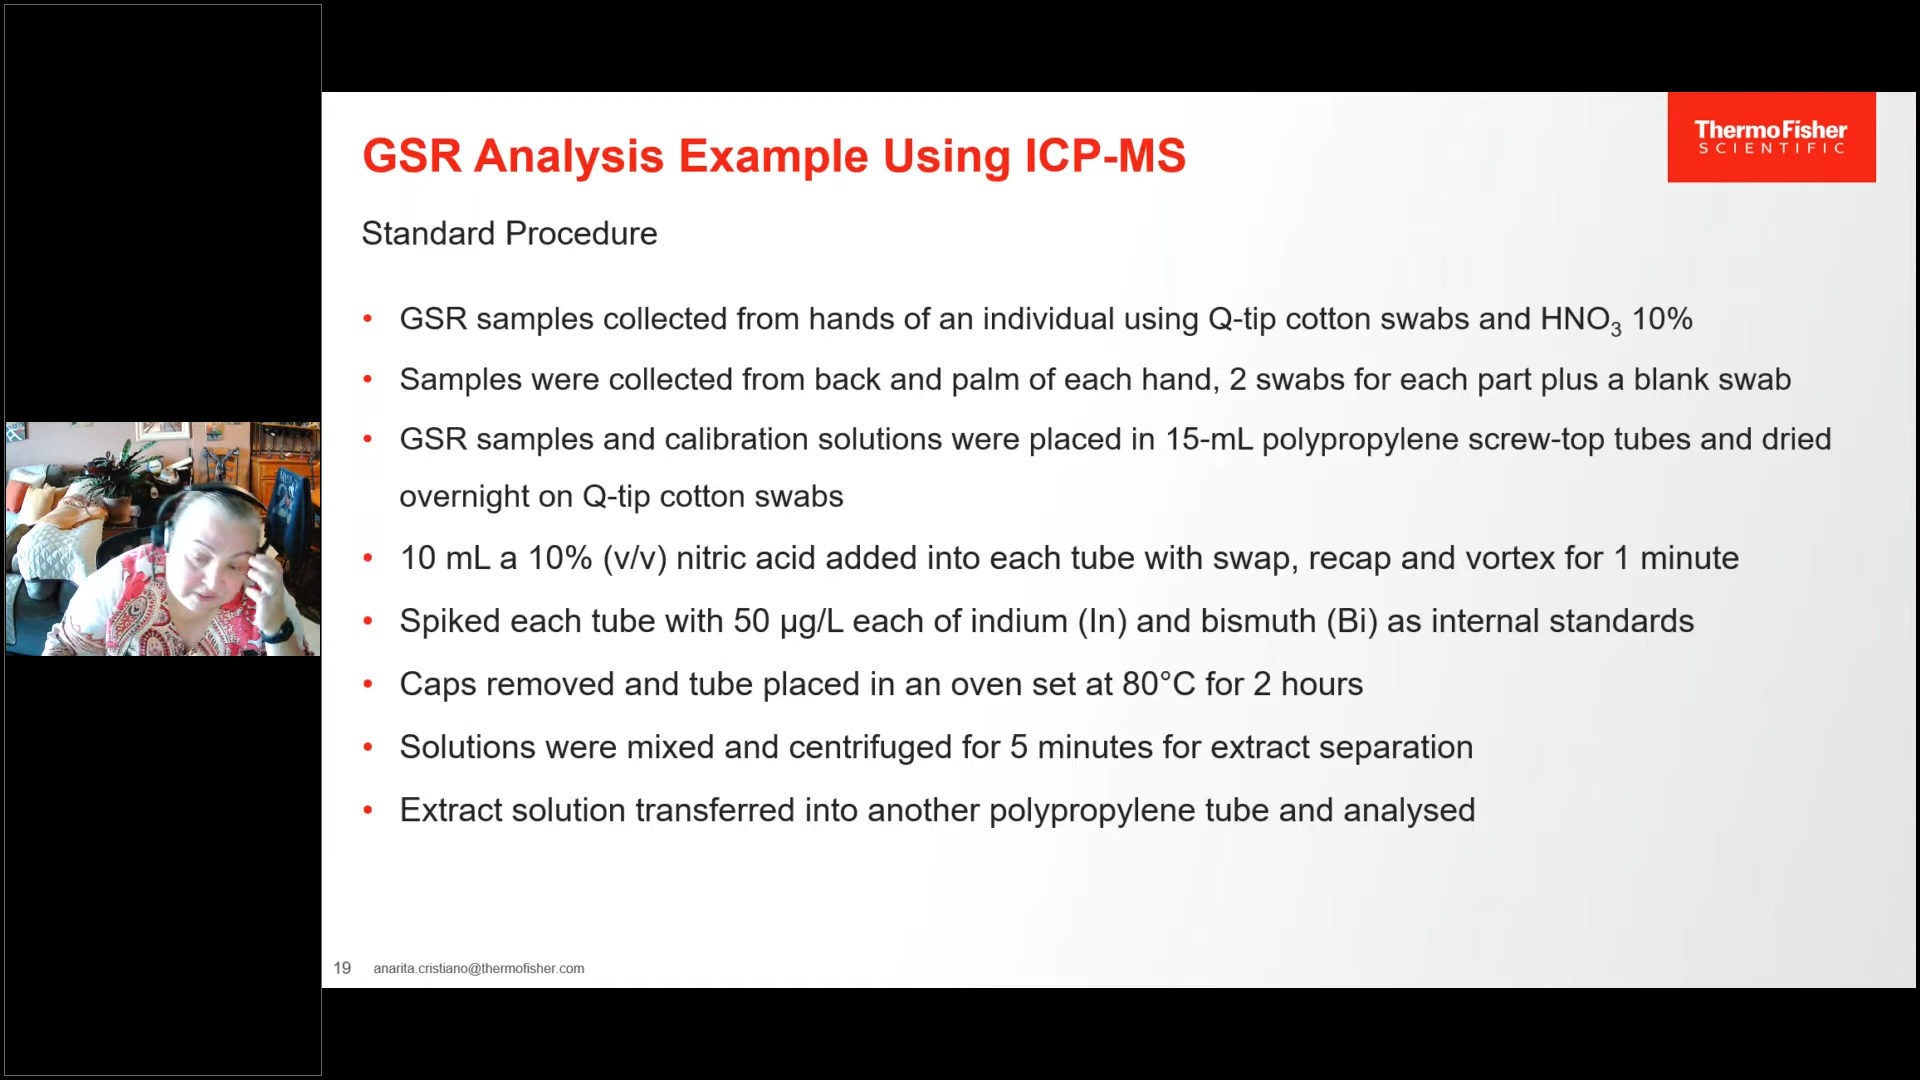 GSR Analysis Example Using ICP-MS
ThermoFisher
SCIENTIFIC
Standard Procedure
• GSR samples collected from hands of an individual using Q-tip cotton swabs and HNO₃ 10%
• Samples were collected from back and palm of each hand, 2 swabs for each part plus a blank swab
• GSR samples and calibration solutions were placed in 15-mL polypropylene screw-top tubes and dried
overnight on Q-tip cotton swabs
• 10 mL a 10% (v/v) nitric acid added into each tube with swap, recap and vortex for 1 minute
• Spiked each tube with 50 µg/L each of indium (In) and bismuth (Bi) as internal standards
• Caps removed and tube placed in an oven set at 80°C for 2 hours
• Solutions were mixed and centrifuged for 5 minutes for extract separation
• Extract solution transferred into another polypropylene tube and analysed
19 anarita.cristiano@thermofisher.com